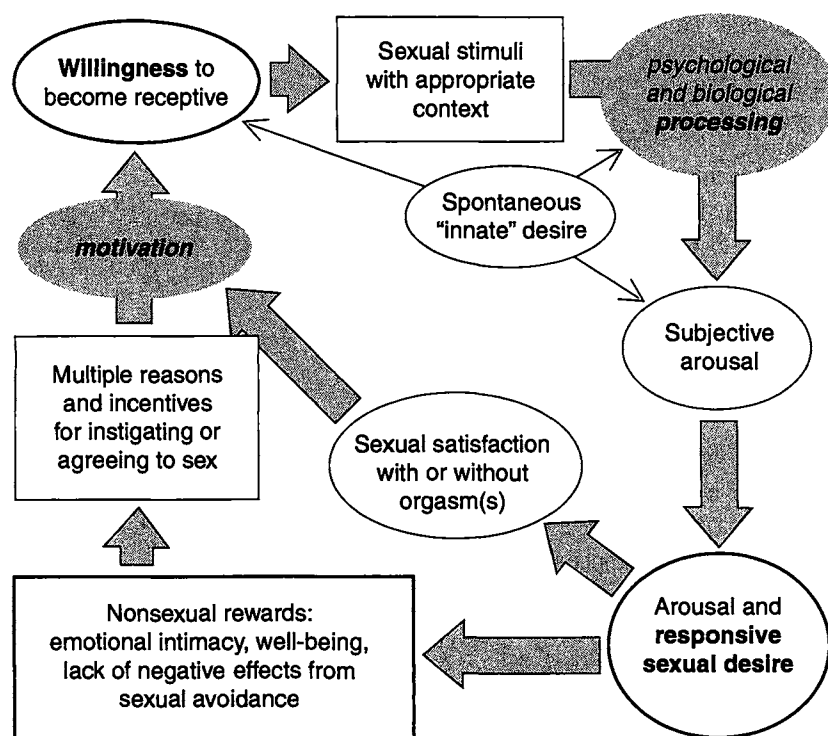 Willingness to
become receptive
Sexual stimuli
with appropriate
context
psychological
and biological
processing
Spontaneous
“innate” desire
motivation
Subjective
arousal
Multiple reasons
and incentives
for instigating or
agreeing to sex
Sexual satisfaction
with or without
orgasm(s)
Nonsexual rewards:
emotional intimacy, well-being,
lack of negative effects from
sexual avoidance
Arousal and
responsive
sexual desire